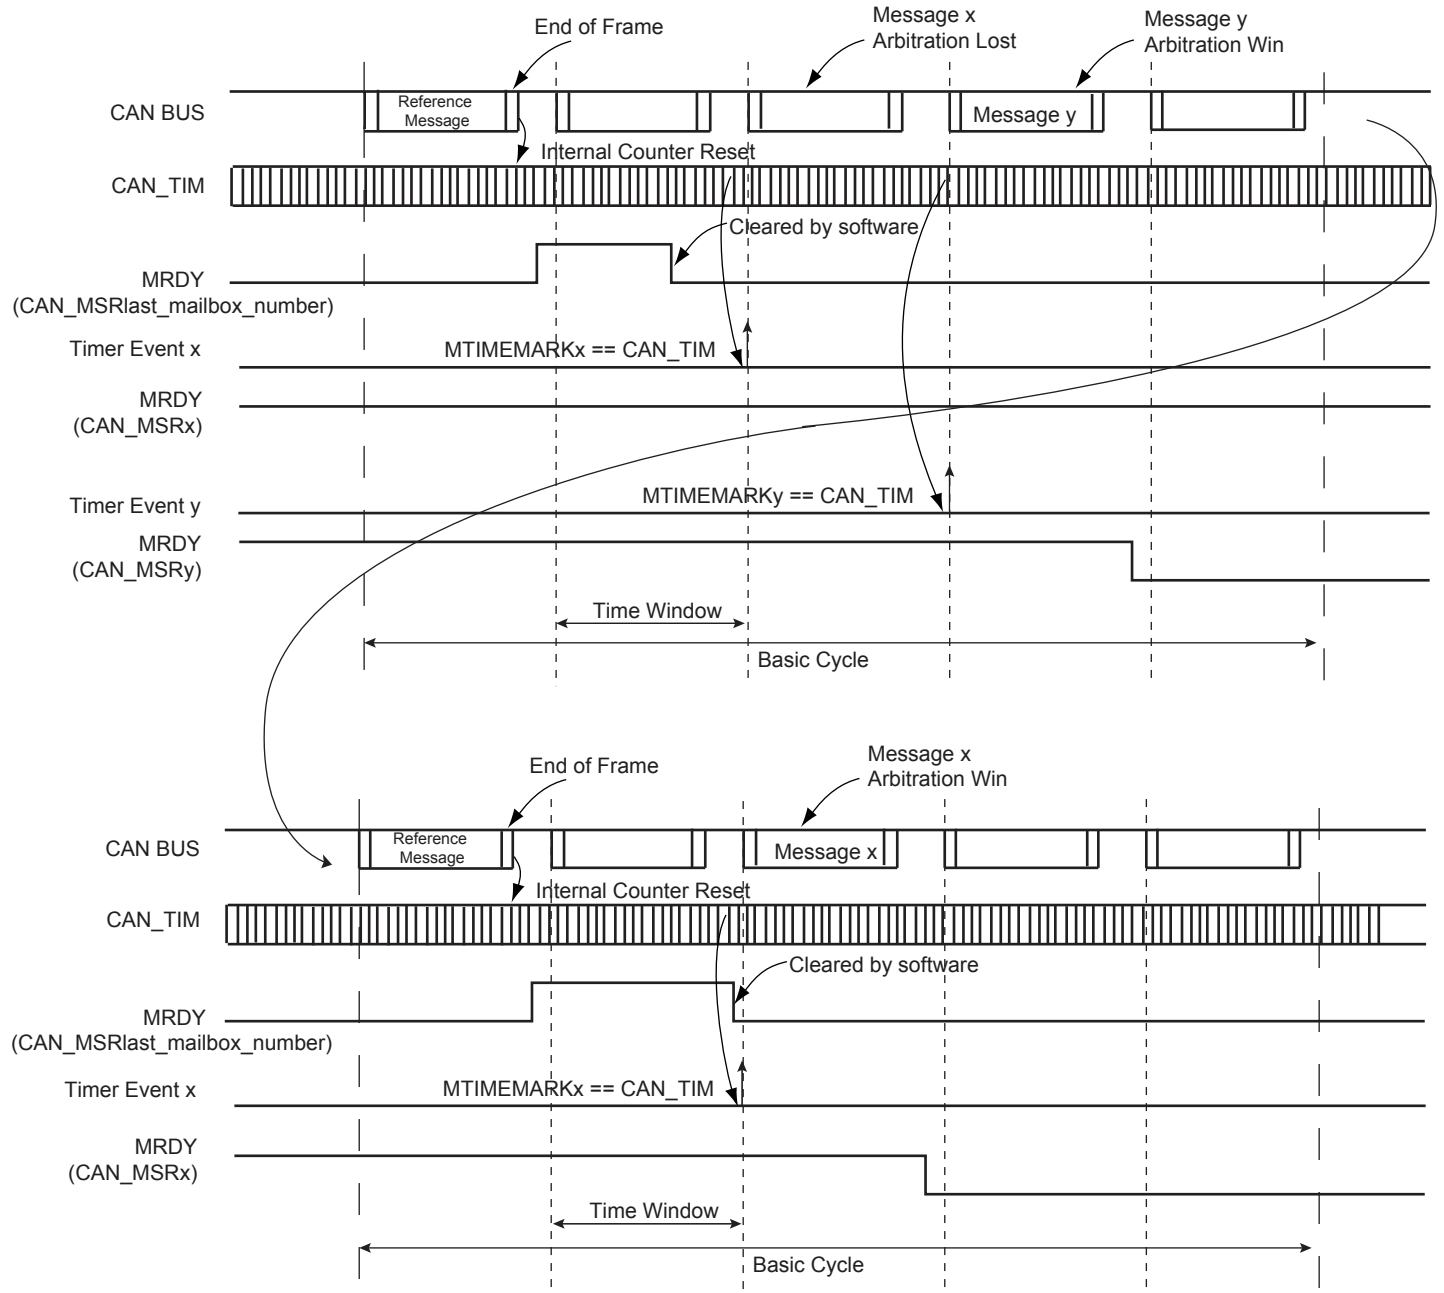 End of Frame
Message x
Arbitration Lost
Message y
Arbitration Win
CAN BUS
Reference
Message
Message y
Internal Counter Reset
CAN_TIM
Cleared by software
MRDY
(CAN_MSRlast_mailbox_number)
Timer Event x
MTIMEMARKx == CAN_TIM
MRDY
(CAN_MSRx)
Timer Event y
MTIMEMARKy == CAN_TIM
MRDY
(CAN_MSRy)
Time Window
Basic Cycle
End of Frame
Message x
Arbitration Win
CAN BUS
Reference
Message
Message x
Internal Counter Reset
CAN_TIM
Cleared by software
MRDY
(CAN_MSRlast_mailbox_number)
Timer Event x
MTIMEMARKx == CAN_TIM
MRDY
(CAN_MSRx)
Time Window
Basic Cycle